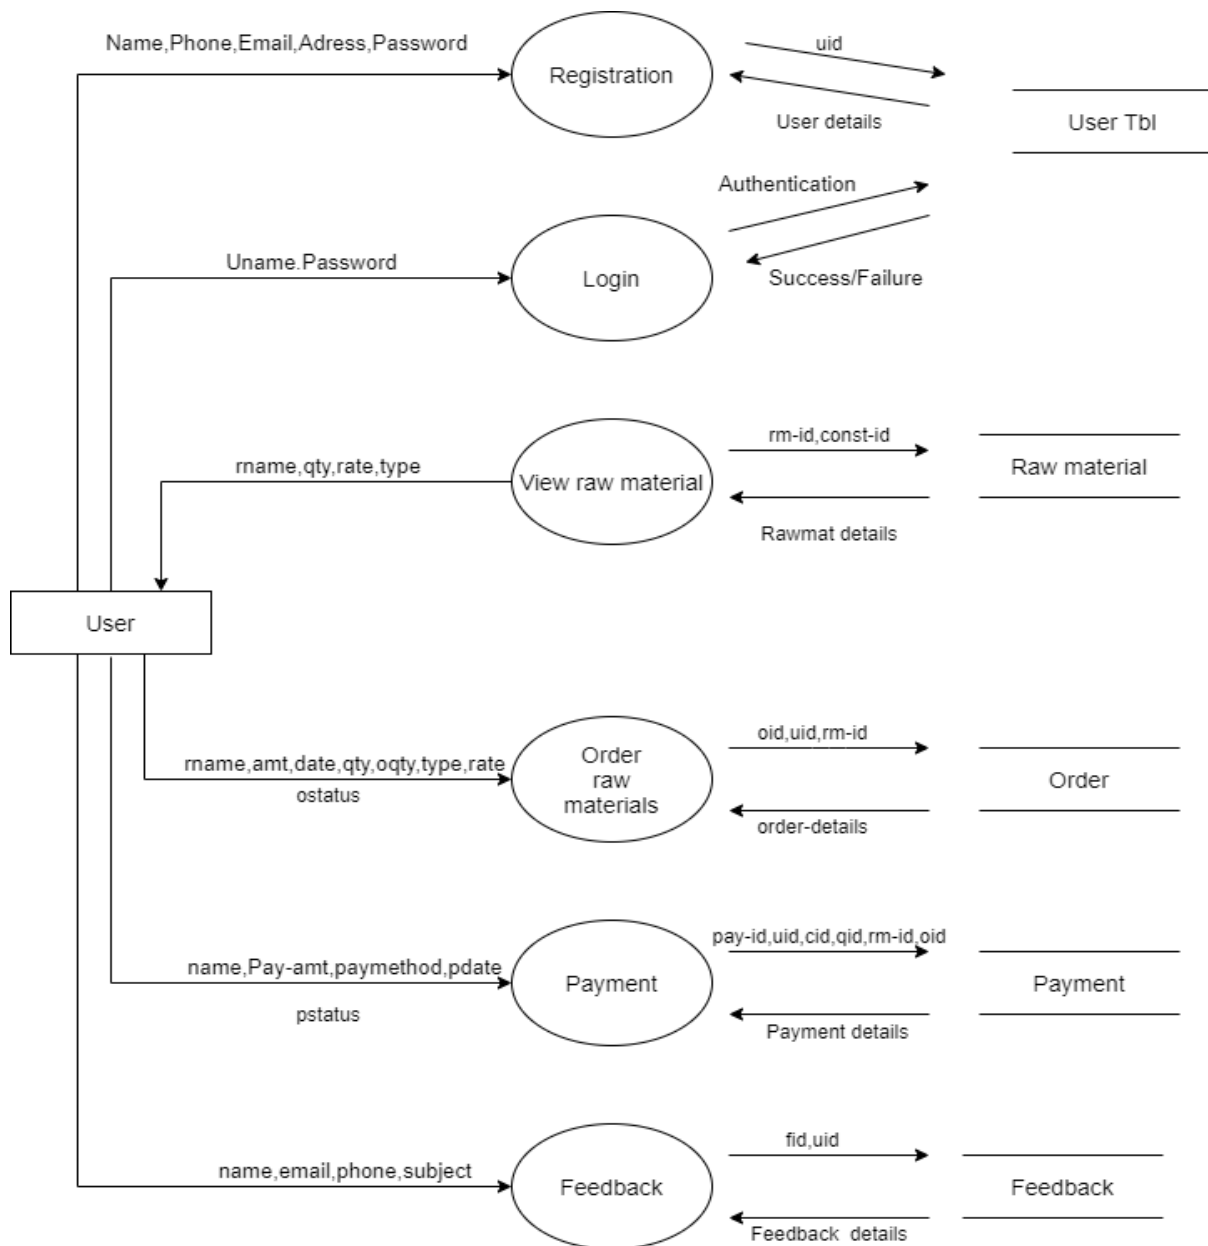 Name,Phone,Email,Adress,Password
Registration
uid
User details
User Tbl
Authentication
Uname.Password
Login
Success/Failure
rname,qty,rate,type
View raw material
rm-id,const-id
Rawmat details
Raw material
User
rname,amt,date,qty,oqty,type,rate
ostatus
Order
raw
materials
oid,uid,rm-id
order-details
Order
name,Pay-amt,paymethod,pdate
pstatus
Payment
pay-id,uid,cid,qid,rm-id,oid
Payment details
Payment
name,email,phone,subject
Feedback
fid,uid
Feedback details
Feedback